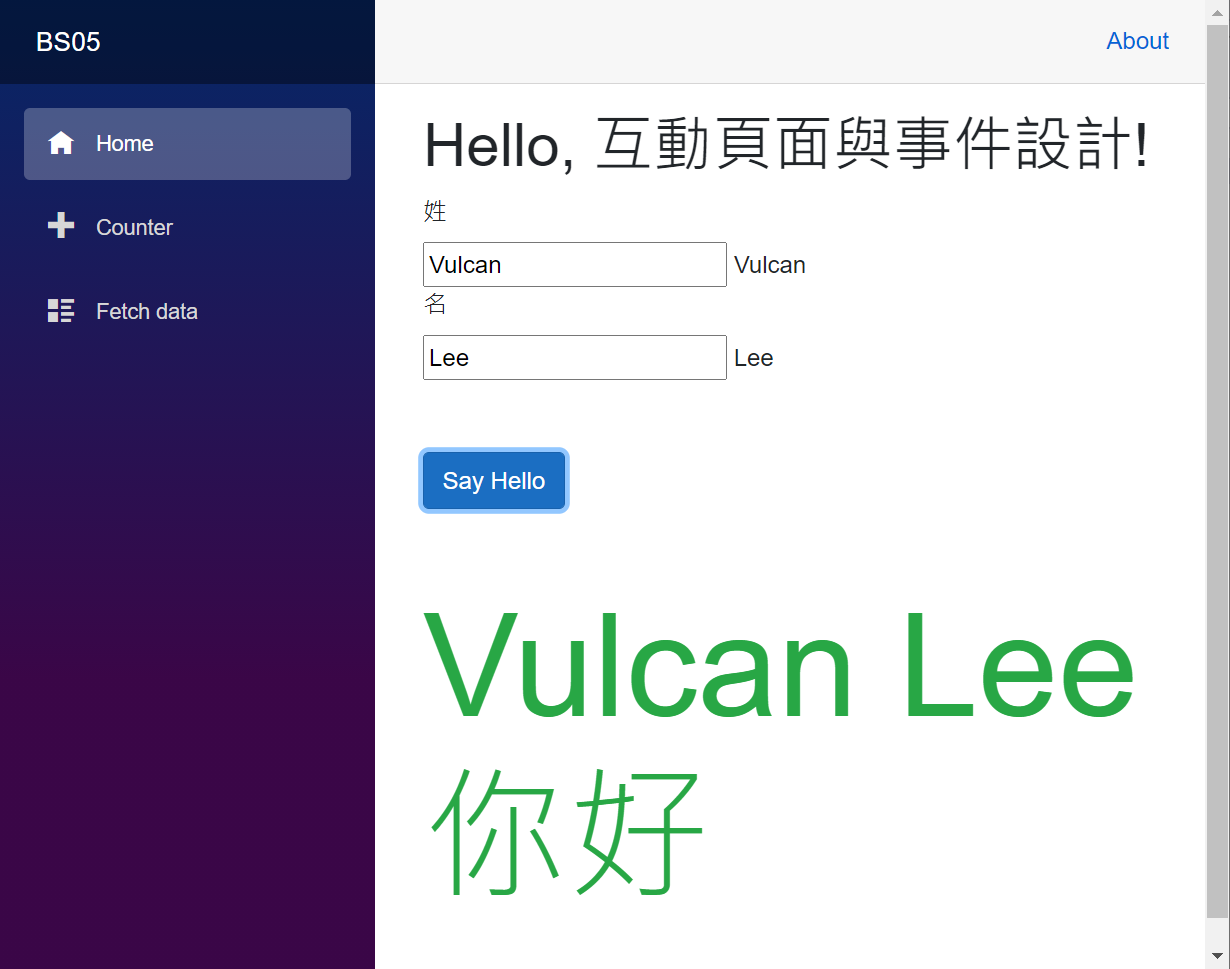 BS05
About
Home
Counter
Fetch data
Hello, 互動頁面與事件設計!
姓
Vulcan Vulcan
名
Lee Lee
Say Hello
Vulcan Lee
你好